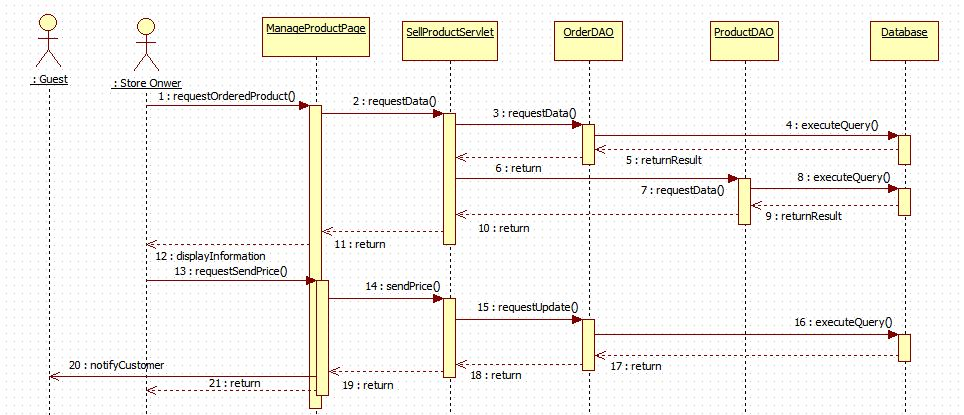 ManageProductPage
SellProductServlet
OrderDAO
ProductDAO
Database
: Guest
: Store Onwer
1 : requestOrderedProduct()
2 : requestData()
3 : requestData()
4 : executeQuery()
5 : returnResult
6 : return
7 : requestData()
8 : executeQuery()
9 : returnResult
10 : return
11 : return
12 : displayInformation
13 : requestSendPrice()
14 : sendPrice()
15 : requestUpdate()
16 : executeQuery()
17 : return
18 : return
19 : return
20 : notifyCustomer
21 : return